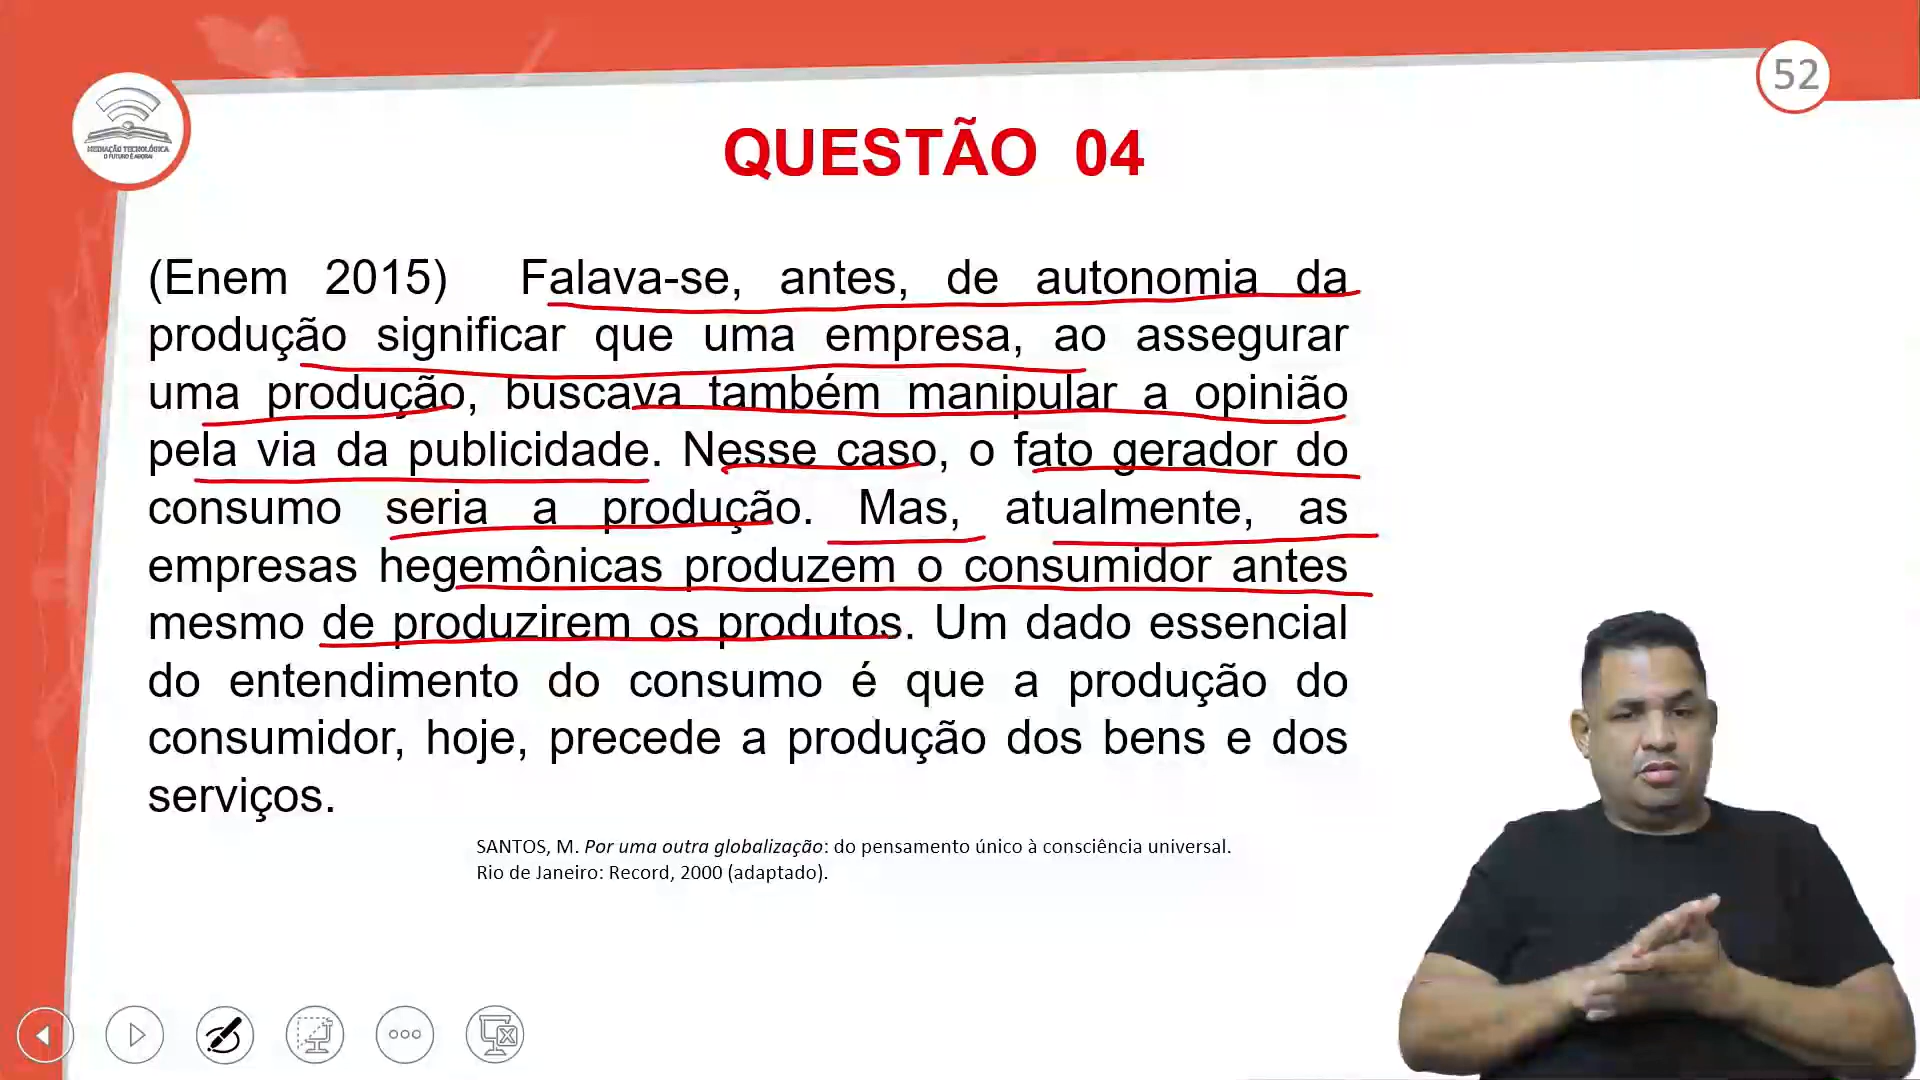 52
MEDIAÇÃO TECNOLÓGICA
O FUTURO É AGORA!
QUESTÃO 04
(Enem 2015) Falava-se, antes, de autonomia da
produção significar que uma empresa, ao assegurar
uma produção, buscava também manipular a opinião
pela via da publicidade. Nesse caso, o fato gerador do
consumo seria a produção. Mas, atualmente, as
empresas hegemônicas produzem o consumidor antes
mesmo de produzirem os produtos. Um dado essencial
do entendimento do consumo é que a produção do
consumidor, hoje, precede a produção dos bens e dos
serviços.
SANTOS, M. Por uma outra globalização: do pensamento único à consciência universal.
Rio de Janeiro: Record, 2000 (adaptado).